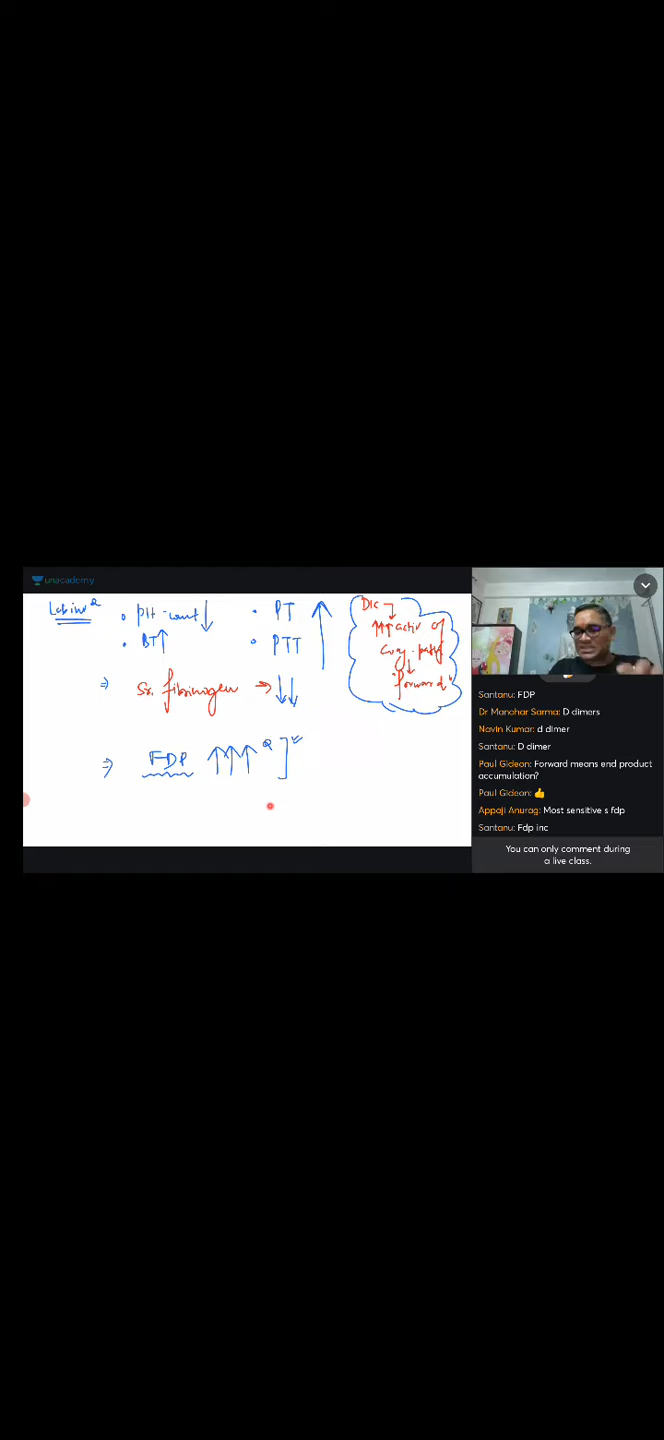 unacademy
Lab inv
• plt-count ↓ • PT ↑
• BT↑ • PTT
⇒ Sr. fibrinogen → ↓↓
⇒ FDP ↑↑↑
DIC
↑↑↑ activ of
Coag. path
"forward"
Santanu: FDP
Dr Manohar Sarma: D dimers
Navin Kumar: d dimer
Santanu: D dimer
Paul Gideon: Forward means end product
accumulation?
Paul Gideon: 👍
Appaji Anurag: Most sensitive s fdp
Santanu: Fdp inc
You can only comment during
a live class.